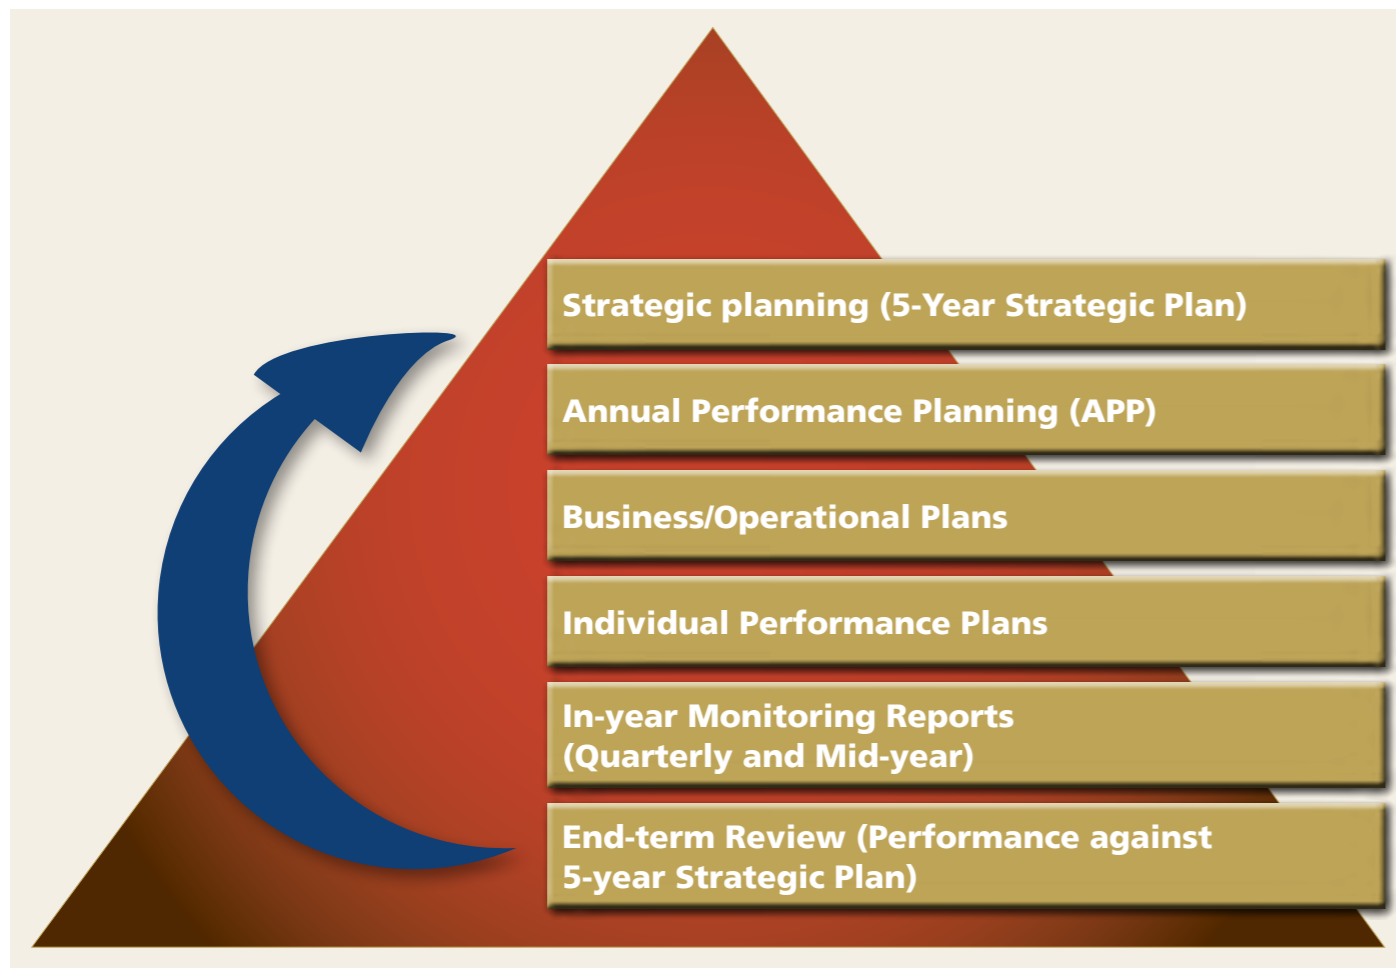 Strategic planning (5-Year Strategic Plan)
Annual Performance Planning (APP)
Business/Operational Plans
Individual Performance Plans
In-year Monitoring Reports
(Quarterly and Mid-year)
End-term Review (Performance against
5-year Strategic Plan)